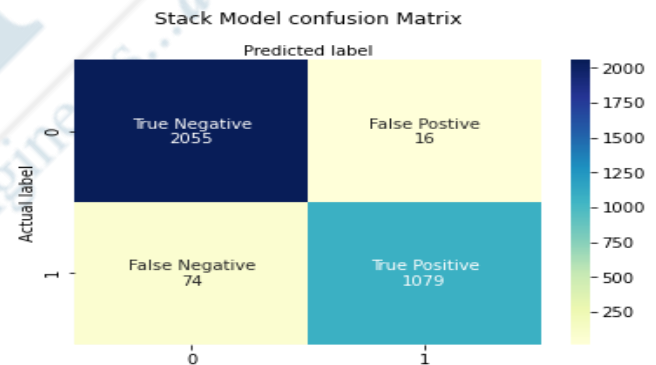 Stack Model confusion Matrix
Predicted label
True Negative
2055
False Postive
16
False Negative
74
True Positive
1079
Actual label
0
1
0
1
2000
1750
1500
1250
1000
750
500
250